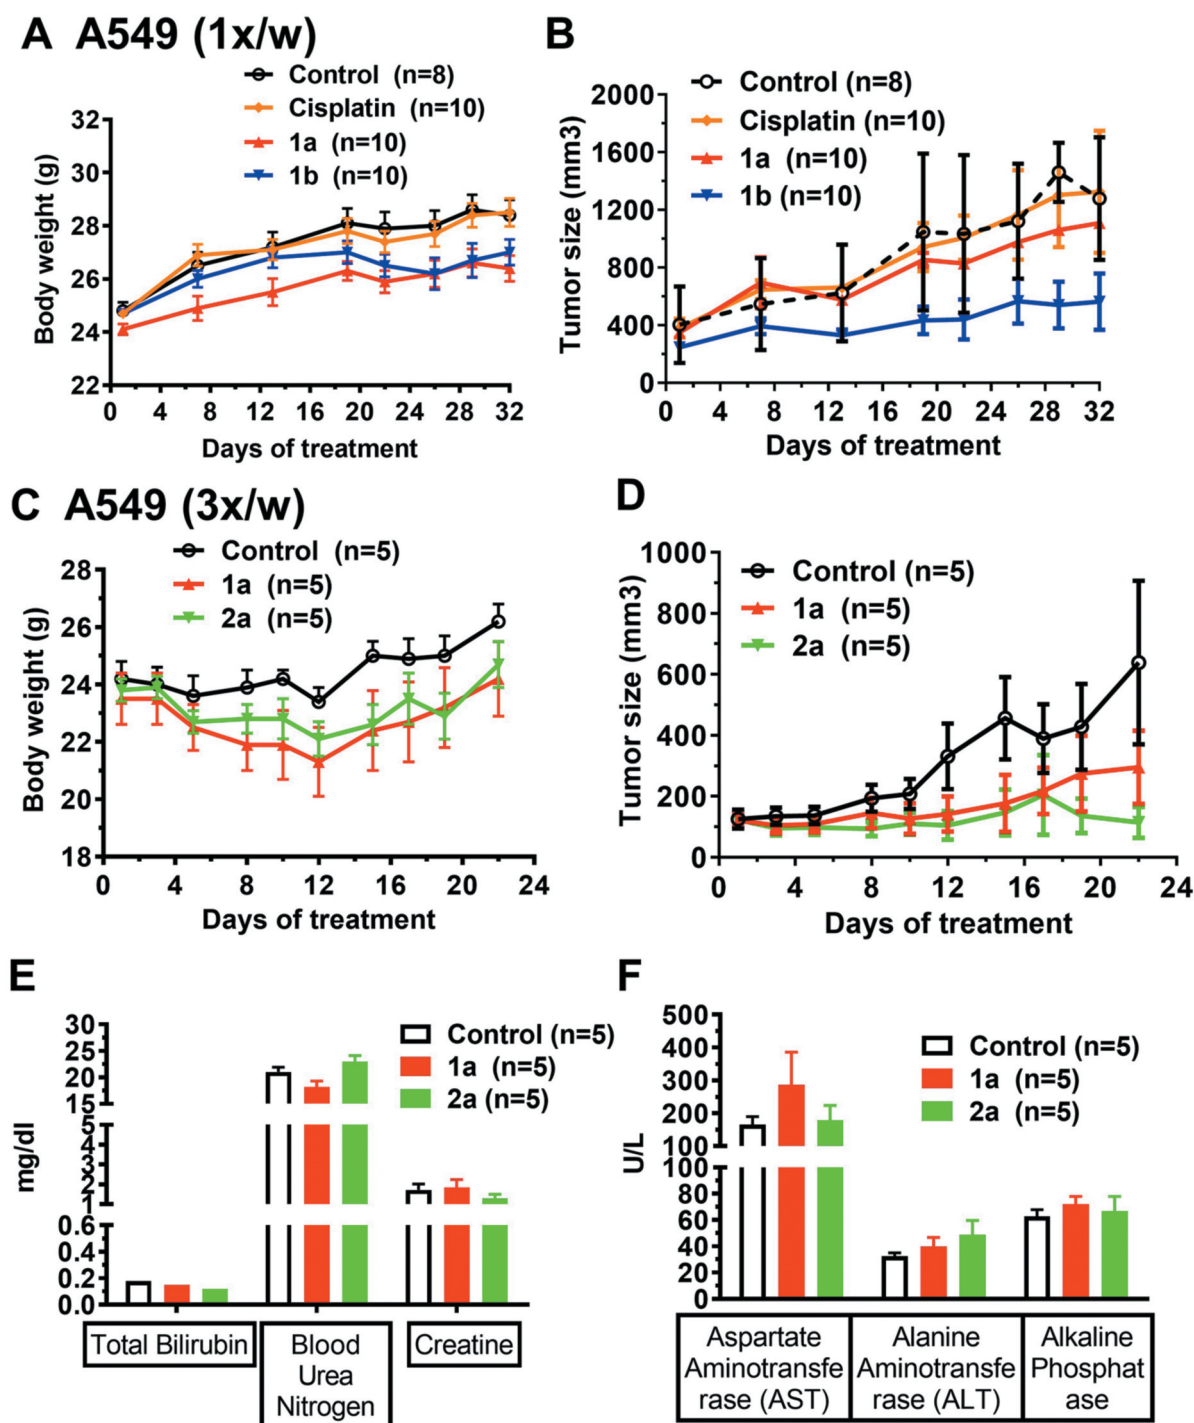 A A549 (1x/w)
Control (n=8)
Cisplatin (n=10)
1a (n=10)
1b (n=10)
32
30
28
26
24
22
Body weight (g)
0 4 8 12 16 20 24 28 32
Days of treatment
B
Control (n=8)
Cisplatin (n=10)
1a (n=10)
1b (n=10)
2000
1600
1200
800
400
0
Tumor size (mm3)
0 4 8 12 16 20 24 28 32
Days of treatment
C A549 (3x/w)
Control (n=5)
1a (n=5)
2a (n=5)
28
26
24
22
20
18
Body weight (g)
0 4 8 12 16 20 24
Days of treatment
D
Control (n=5)
1a (n=5)
2a (n=5)
1000
800
600
400
200
0
Tumor size (mm3)
0 4 8 12 16 20 24
Days of treatment
E
Control (n=5)
1a (n=5)
2a (n=5)
30
25
20
15
5
4
3
2
1
0.6
0.4
0.2
0.0
mg/dl
Total Bilirubin
Blood
Urea
Nitrogen
Creatine
F
Control (n=5)
1a (n=5)
2a (n=5)
500
400
300
200
100
100
80
60
40
20
0
U/L
Aspartate
Aminotransfe
rase (AST)
Alanine
Aminotransfe
rase (ALT)
Alkaline
Phosphat
ase